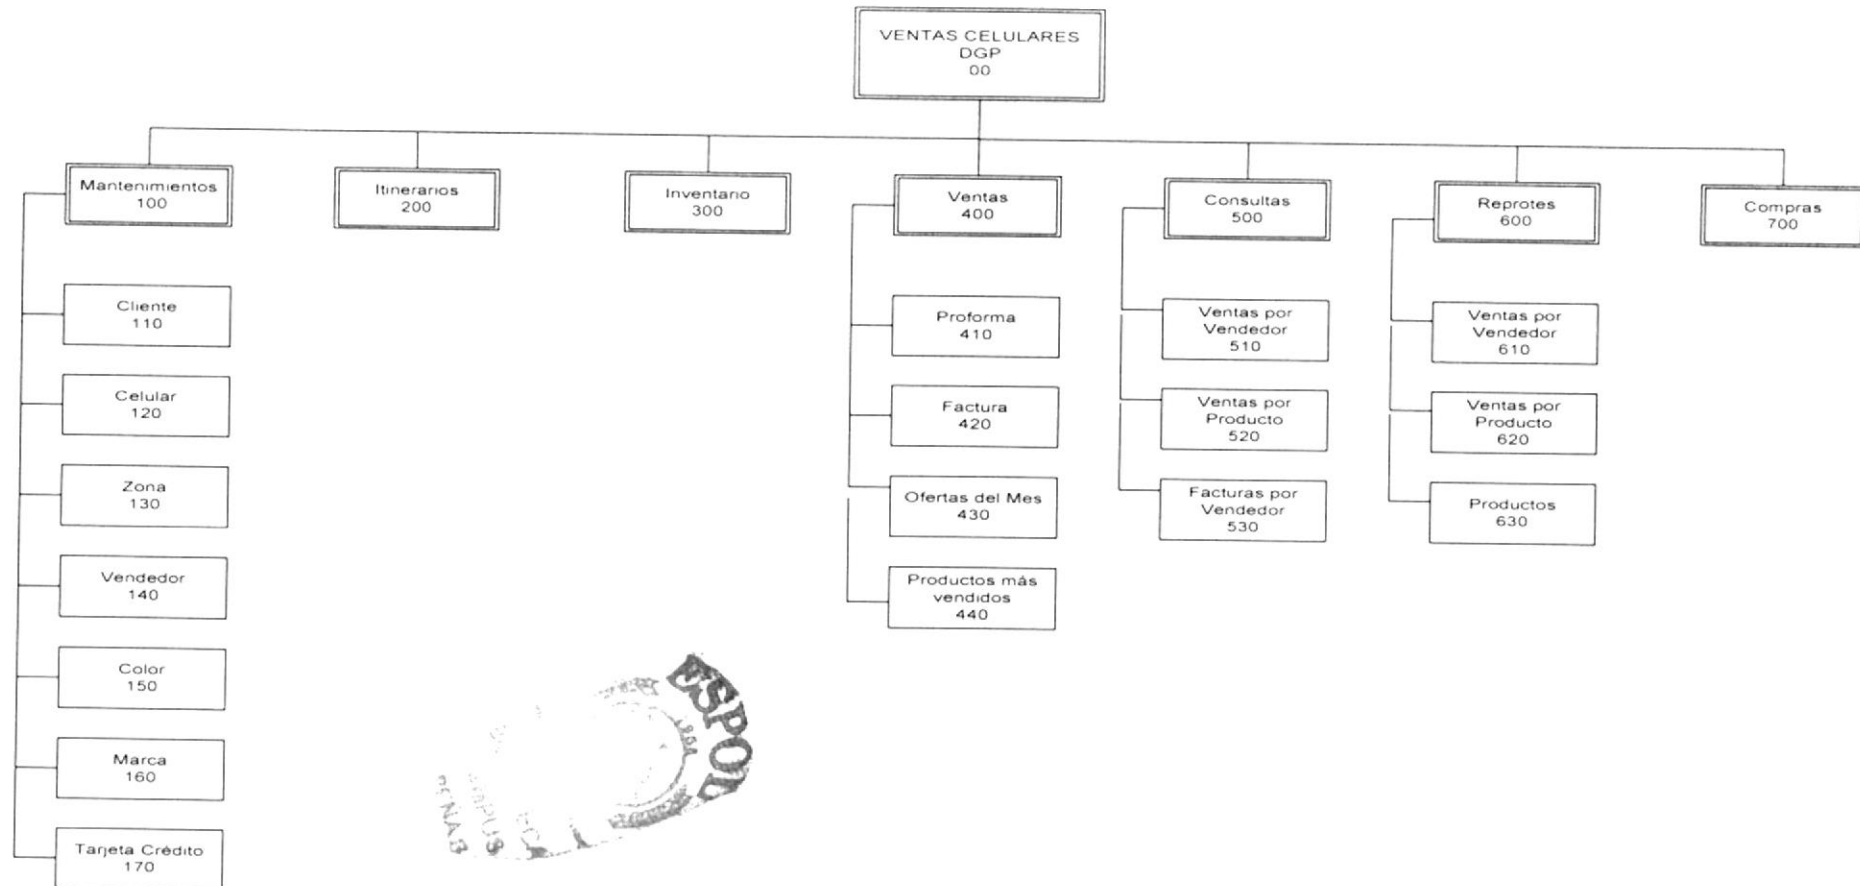 VENTAS CELULARES
DGP
00
Mantenimientos
100
Itinerarios
200
Inventario
300
Ventas
400
Consultas
500
Reprotes
600
Compras
700
Cliente
110
Celular
120
Zona
130
Vendedor
140
Color
150
Marca
160
Tarjeta Crédito
170
Proforma
410
Factura
420
Ofertas del Mes
430
Productos más
vendidos
440
Ventas por
Vendedor
510
Ventas por
Producto
520
Facturas por
Vendedor
530
Ventas por
Vendedor
610
Ventas por
Producto
620
Productos
630
ESPOL